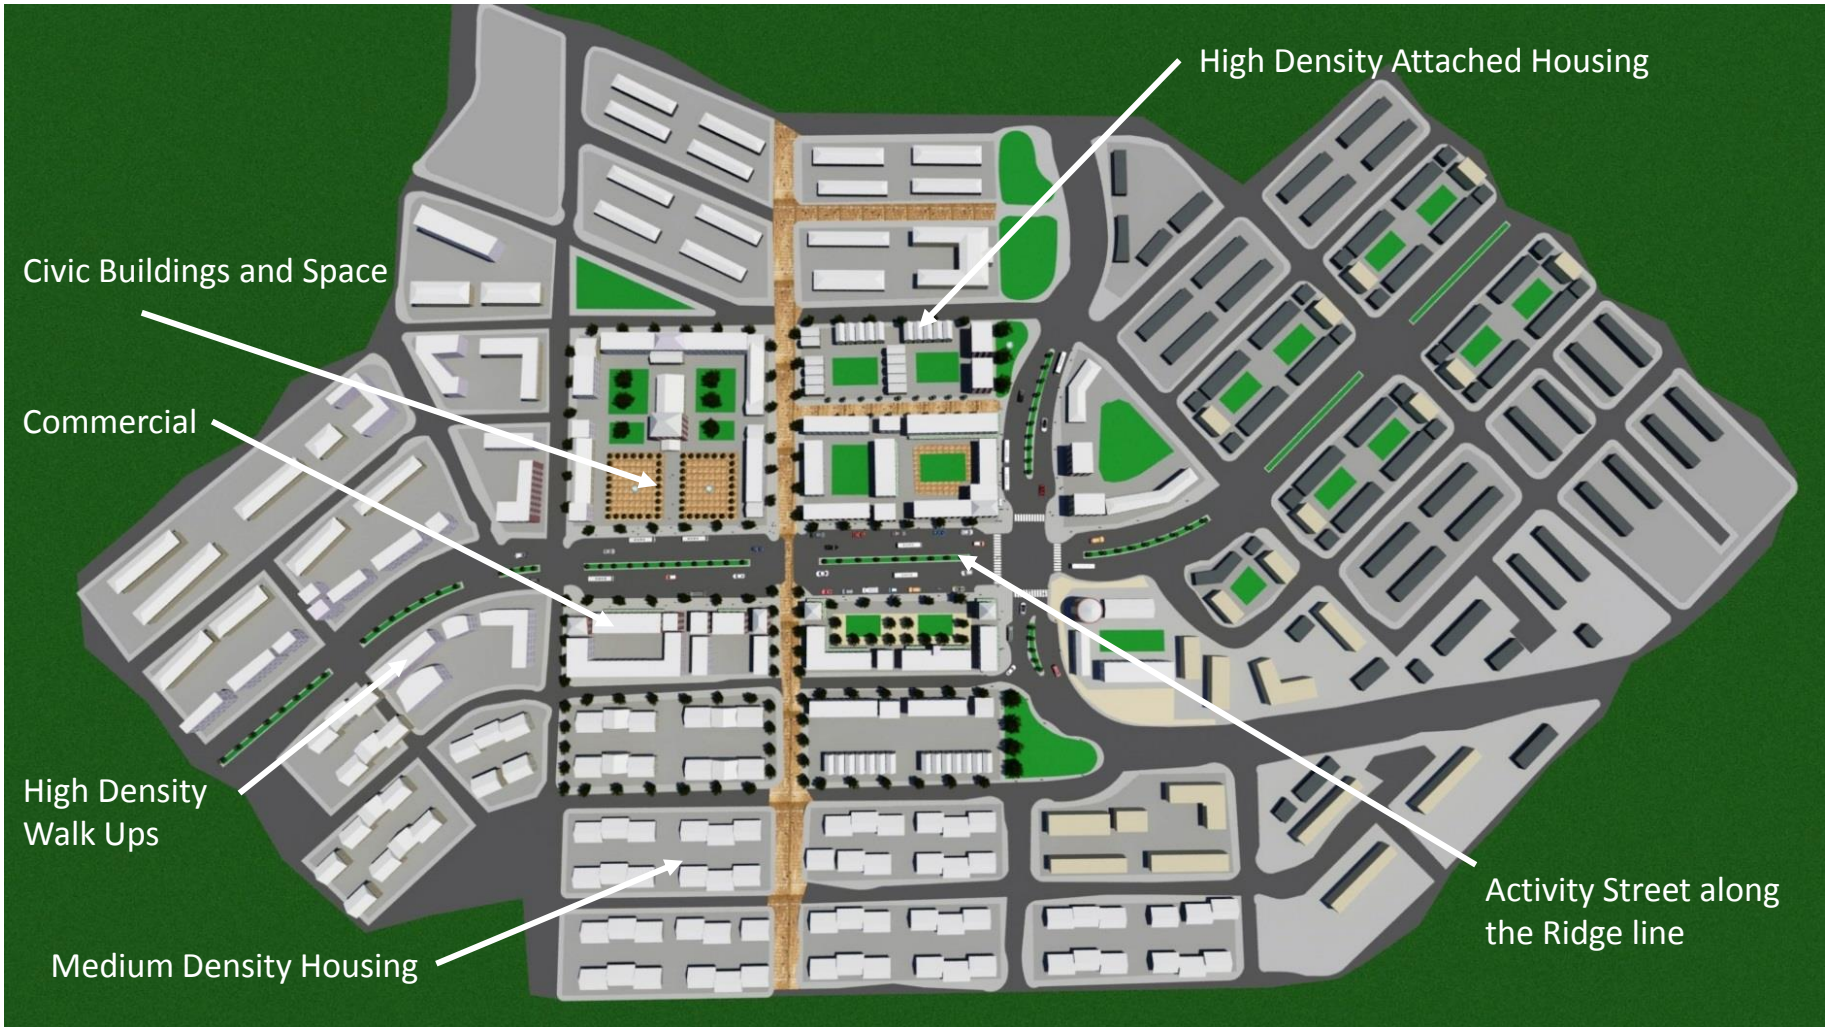 High Density Attached Housing
Civic Buildings and Space
Commercial
High Density
Walk Ups
Activity Street along
the Ridge line
Medium Density Housing